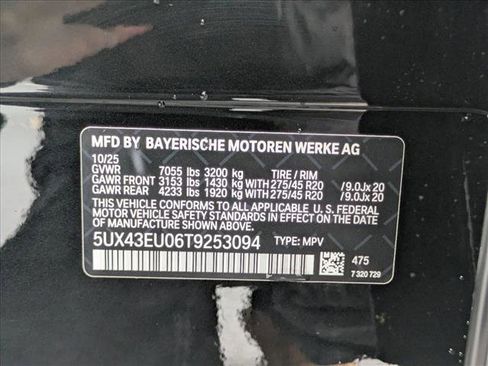 MFD BY BAYERISCHE MOTOREN WERKE AG
10/25
GVWR 7055 lbs 3200 kg TIRE / RIM
GAWR FRONT 3153 lbs 1430 kg WITH 275/45 R20 /9.0Jx 20
GAWR REAR 4233 lbs 1920 kg WITH 275/45 R20 /9.0Jx 20
THIS VEHICLE CONFORMS TO ALL APPLICABLE U.S. FEDERAL
MOTOR VEHICLE SAFETY STANDARDS IN EFFECT ON THE
DATE OF MANUFACTURE SHOWN ABOVE.
5UX43EU06T9253094 TYPE: MPV
475
7 320 729